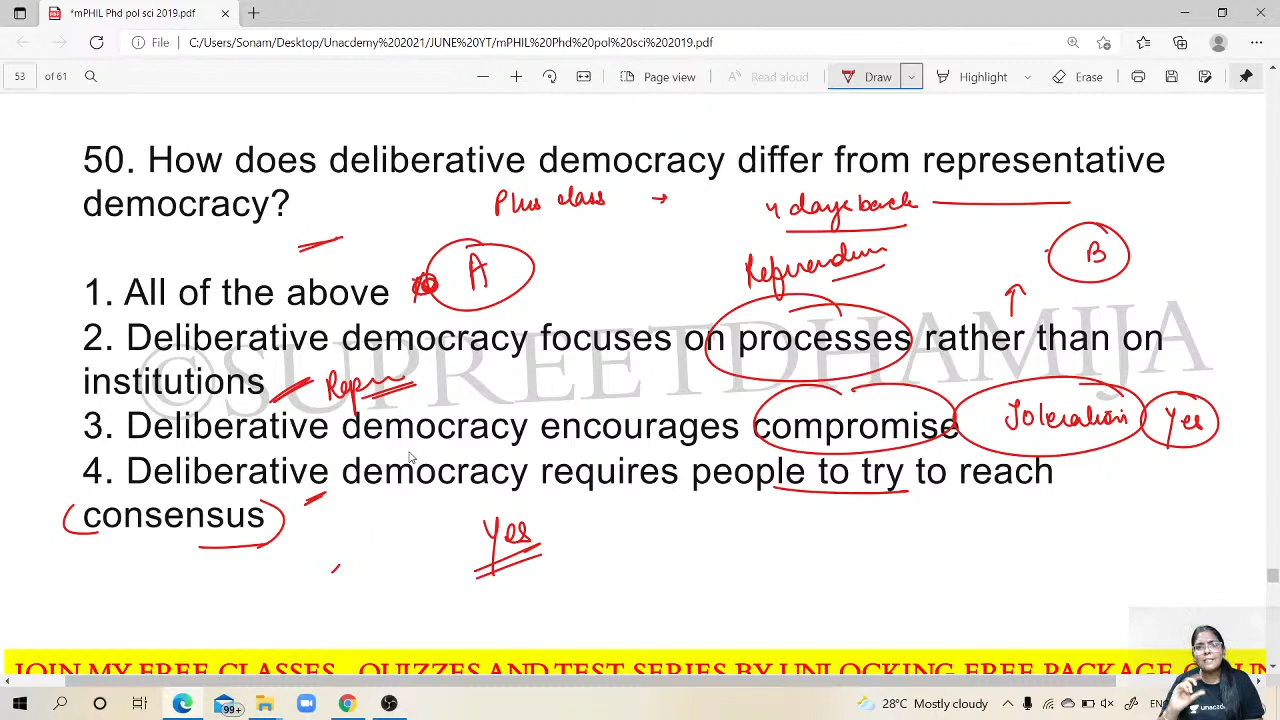 *mPHIL Phd pol sci 2019.pdf
File
C:/Users/Sonam/Desktop/Unacdemy%202021/JUNE%20YT/mPHIL%20Phd%20pol%20sci%202019.pdf
53 of 61
Page view
Read aloud
Draw
Highlight
Erase
50. How does deliberative democracy differ from representative
democracy?
Plus class → 4 days back
Referendum
A
B
1. All of the above
2. Deliberative democracy focuses on processes rather than on
institutions
©SUPREETDHAMIJA
3. Deliberative democracy encourages compromise
Toleration Yes
4. Deliberative democracy requires people to try to reach
consensus
Yes
JOIN MY FREE CLASSES , QUIZZES AND TEST SERIES BY UNLOCKING FREE PACKAGE
99+
28°C Mostly cloudy
EN